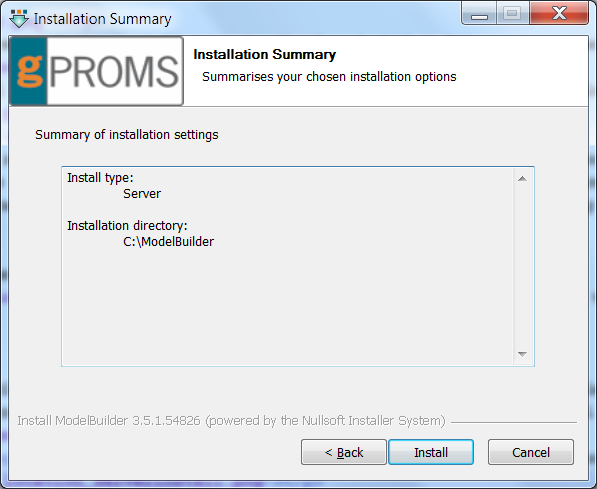 Installation Summary
gPROMS
Installation Summary
Summarises your chosen installation options
Summary of installation settings
Install type:
Server
Installation directory:
C:\ModelBuilder
Install ModelBuilder 3.5.1.54826 (powered by the Nullsoft Installer System)
< Back
Install
Cancel